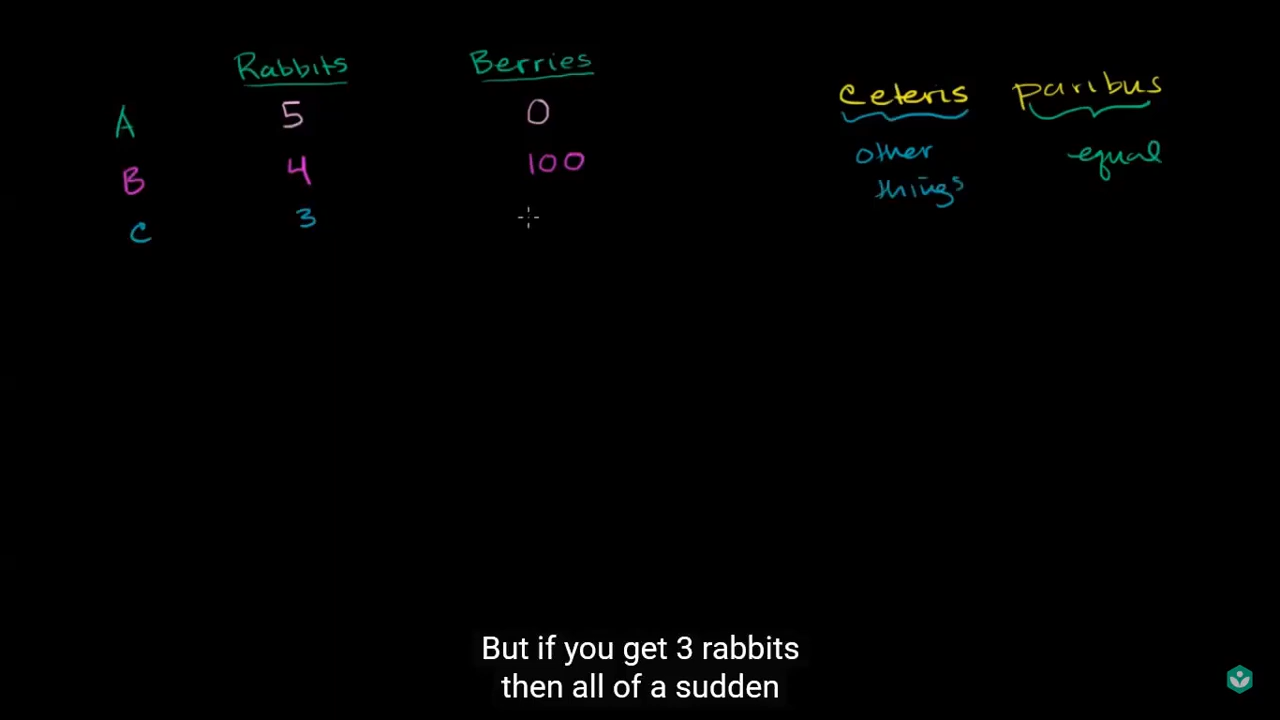 Rabbits Berries
A 5 0
B 4 100
C 3
Ceteris paribus
other equal
things
But if you get 3 rabbits
then all of a sudden